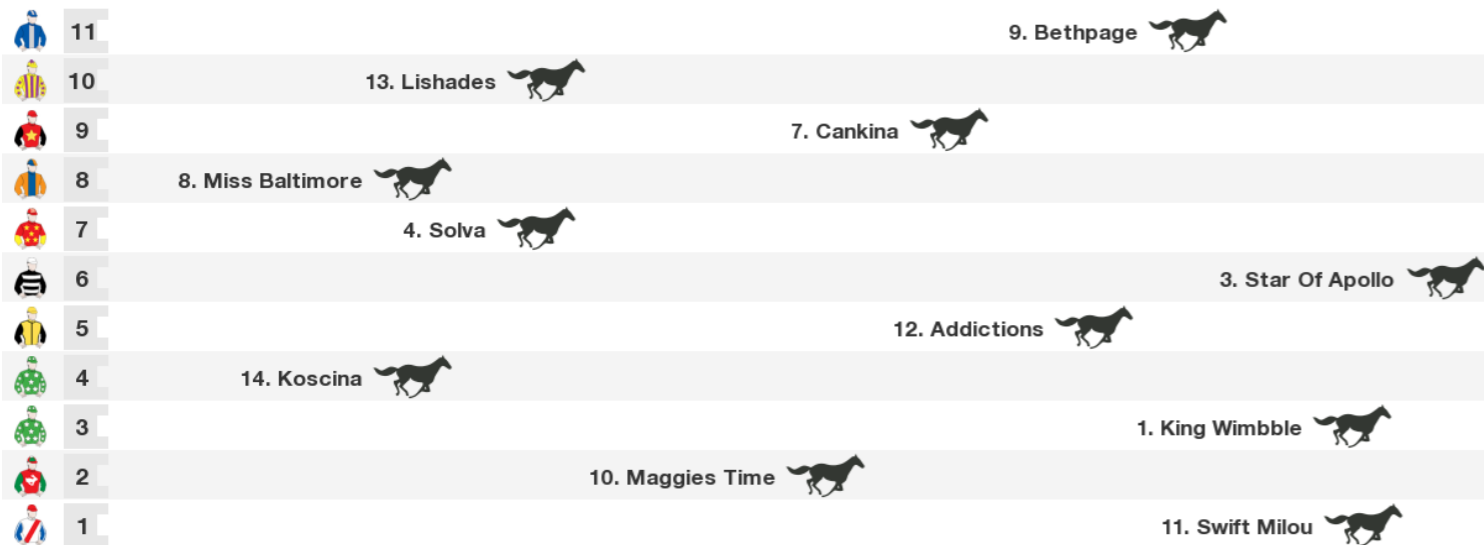 11 9. Bethpage
10 13. Lishades
9 7. Cankina
8 8. Miss Baltimore
7 4. Solva
6 3. Star Of Apollo
5 12. Addictions
4 14. Koscina
3 1. King Wimbble
2 10. Maggies Time
1 11. Swift Milou